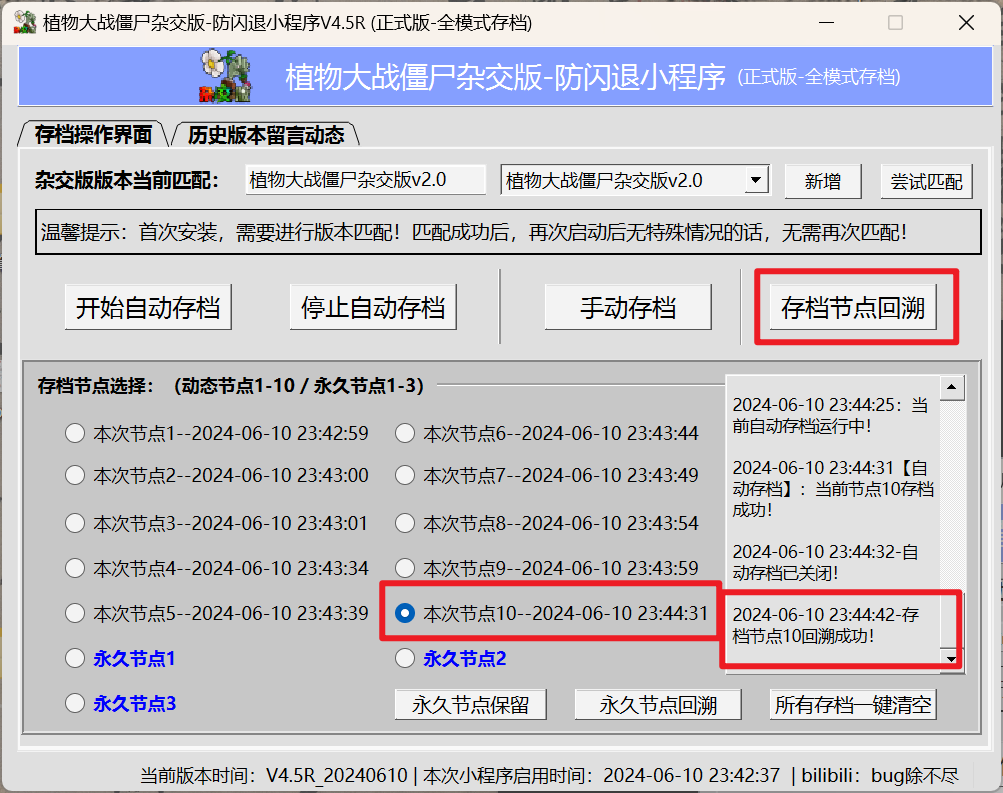 植物大战僵尸杂交版-防闪退小程序V4.5R (正式版-全模式存档)
植物大战僵尸杂交版-防闪退小程序 (正式版-全模式存档)
存档操作界面 历史版本留言动态
杂交版版本当前匹配： 植物大战僵尸杂交版v2.0 植物大战僵尸杂交版v2.0 新增 尝试匹配
温馨提示：首次安装，需要进行版本匹配！匹配成功后，再次启动后无特殊情况的话，无需再次匹配！
开始自动存档 停止自动存档 手动存档 存档节点回溯
存档节点选择：（动态节点1-10 / 永久节点1-3）
本次节点1--2024-06-10 23:42:59 本次节点6--2024-06-10 23:43:44
本次节点2--2024-06-10 23:43:00 本次节点7--2024-06-10 23:43:49
本次节点3--2024-06-10 23:43:01 本次节点8--2024-06-10 23:43:54
本次节点4--2024-06-10 23:43:34 本次节点9--2024-06-10 23:43:59
本次节点5--2024-06-10 23:43:39 本次节点10--2024-06-10 23:44:31
永久节点1 永久节点2
永久节点3 永久节点保留 永久节点回溯 所有存档一键清空
2024-06-10 23:44:25：当
前自动存档运行中！
2024-06-10 23:44:31【自
动存档】：当前节点10存档
成功！
2024-06-10 23:44:32-自
动存档已关闭！
2024-06-10 23:44:42-存
档节点10回溯成功！
当前版本时间：V4.5R_20240610 | 本次小程序启用时间：2024-06-10 23:42:37 | bilibili：bug除不尽